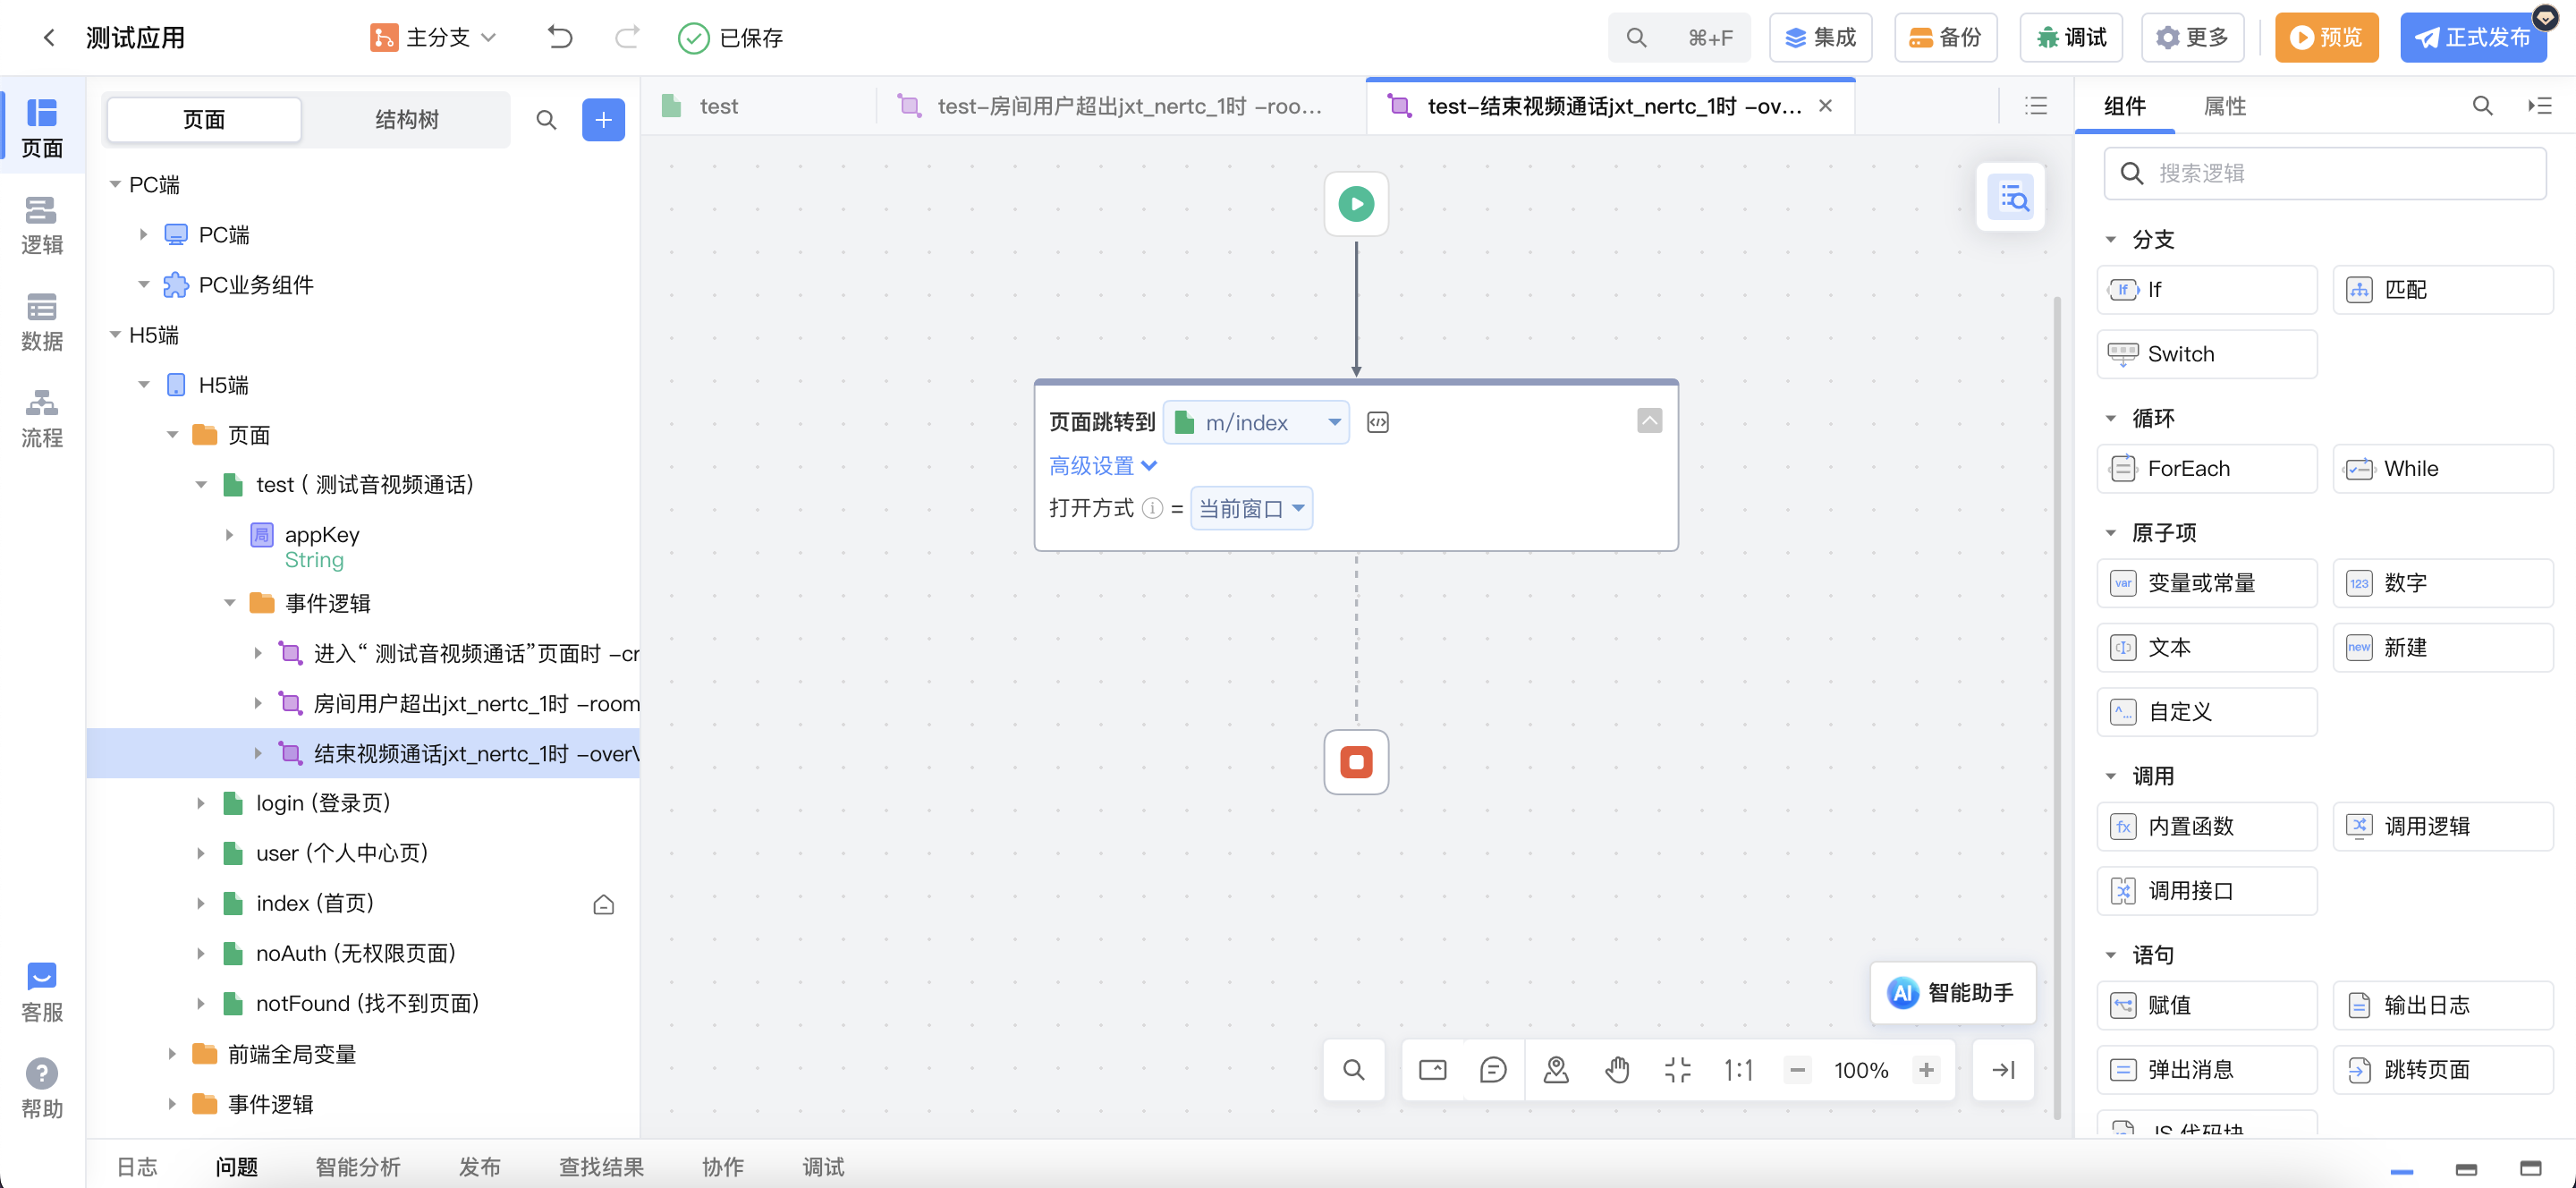 测试应用
主分支
已保存
⌘+F
集成
备份
调试
更多
预览
正式发布
页面
逻辑
数据
流程
客服
帮助
页面
结构树
PC端
PC端
PC业务组件
H5端
H5端
页面
test ( 测试音视频通话)
局
appKey
String
事件逻辑
进入“ 测试音视频通话”页面时 –cr
房间用户超出jxt_nertc_1时 –room
结束视频通话jxt_nertc_1时 –over
login (登录页)
user (个人中心页)
index (首页)
noAuth (无权限页面)
notFound (找不到页面)
前端全局变量
事件逻辑
test
test–房间用户超出jxt_nertc_1时 –roo...
test–结束视频通话jxt_nertc_1时 –ov...
页面跳转到 m/index
高级设置
打开方式 = 当前窗口
AI 智能助手
1:1
100%
组件
属性
搜索逻辑
分支
If If
匹配
Switch
循环
ForEach
While
原子项
var 变量或常量
123 数字
文本
new 新建
自定义
调用
fx 内置函数
调用逻辑
调用接口
语句
赋值
输出日志
弹出消息
跳转页面
JS 代码块
日志
问题
智能分析
发布
查找结果
协作
调试